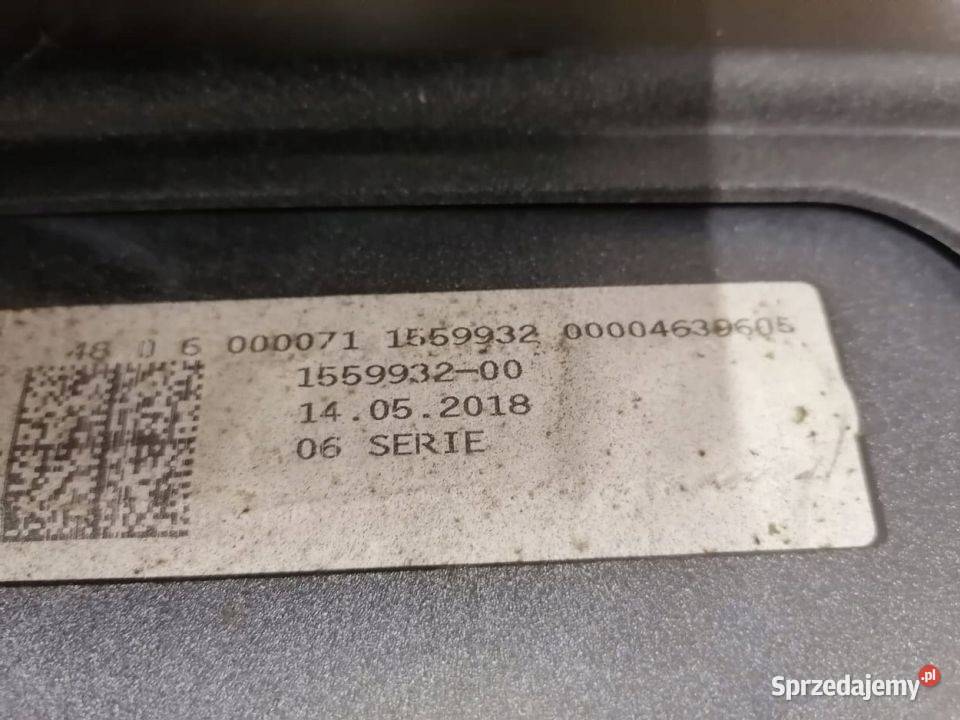 48 0 6 000071 1559932 00004639605
1559932-00
14.05.2018
06 SERIE
Sprzedajemy.pl